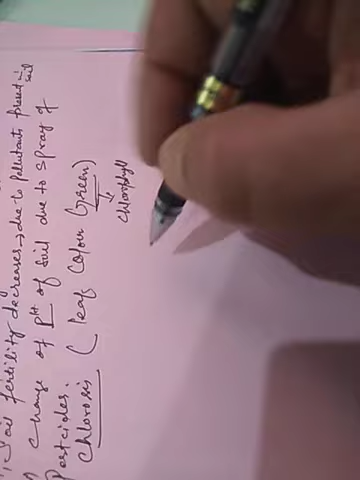 Soil fertility decreases → due to Pollutants present in soil
change of pH of soil due to spray of
Pesticides.
Chlorosis ( leaf colour Green)
↓
Chlorophyll